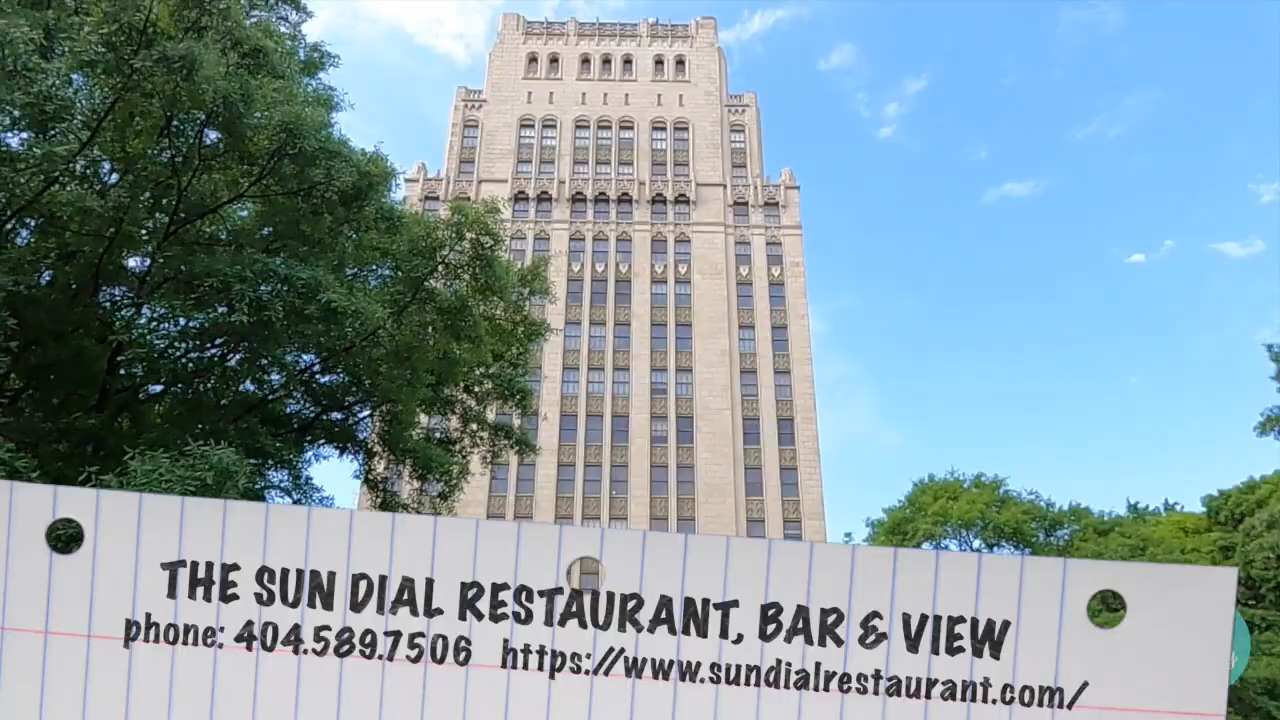 THE SUN DIAL RESTAURANT, BAR & VIEW
phone: 404.589.7506 https://www.sundialrestaurant.com/